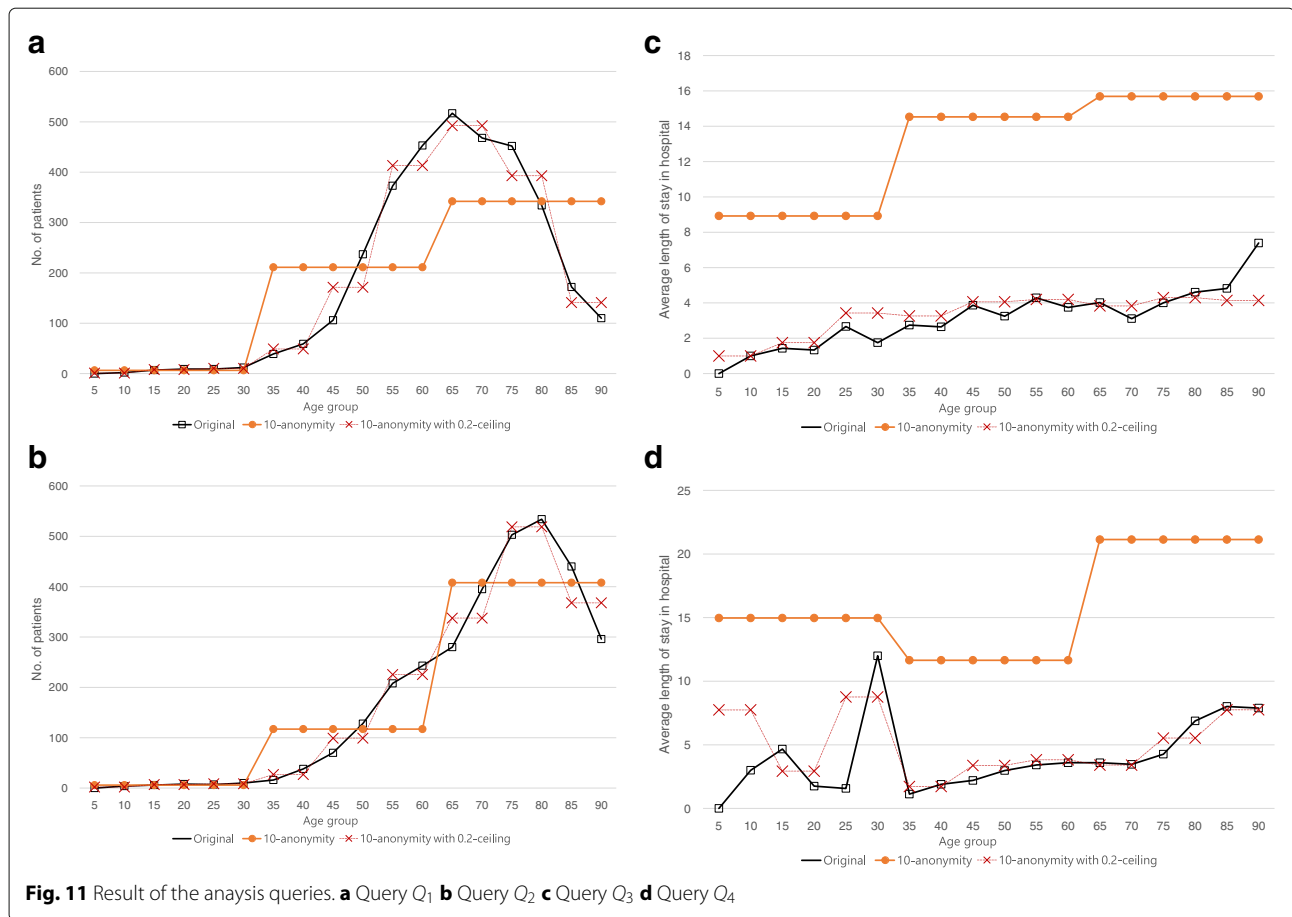 a
600
500
400
300
200
100
0
No. of patients
5 10 15 20 25 30 35 40 45 50 55 60 65 70 75 80 85 90
Age group
Original 10-anonymity 10-anonymity with 0.2-ceiling
b
600
500
400
300
200
100
0
No. of patients
5 10 15 20 25 30 35 40 45 50 55 60 65 70 75 80 85 90
Age group
Original 10-anonymity 10-anonymity with 0.2-ceiling
c
18
16
14
12
10
8
6
4
2
0
Average length of stay in hospital
5 10 15 20 25 30 35 40 45 50 55 60 65 70 75 80 85 90
Age group
Original 10-anonymity 10-anonymity with 0.2-ceiling
d
25
20
15
10
5
0
Average length of stay in hospital
5 10 15 20 25 30 35 40 45 50 55 60 65 70 75 80 85 90
Age group
Original 10-anonymity 10-anonymity with 0.2-ceiling
Fig. 11 Result of the anaysis queries. a Query Q1 b Query Q2 c Query Q3 d Query Q4